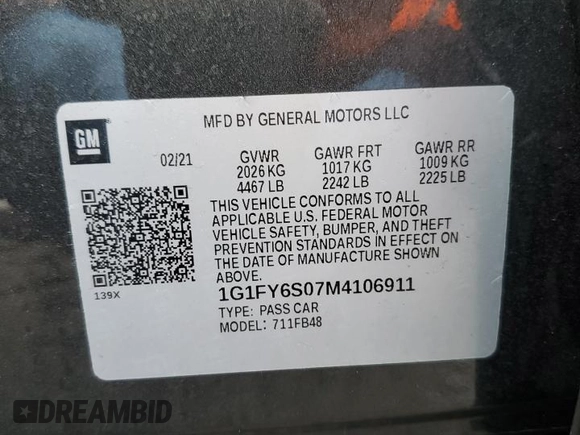 MFD BY GENERAL MOTORS LLC
GM
02/21 GVWR GAWR FRT GAWR RR
2026 KG 1017 KG 1009 KG
4467 LB 2242 LB 2225 LB
THIS VEHICLE CONFORMS TO ALL
APPLICABLE U.S. FEDERAL MOTOR
VEHICLE SAFETY, BUMPER, AND THEFT
PREVENTION STANDARDS IN EFFECT ON
THE DATE OF MANUFACTURE SHOWN
ABOVE.
139X
1G1FY6S07M4106911
TYPE: PASS CAR
MODEL: 711FB48
DREAMBID